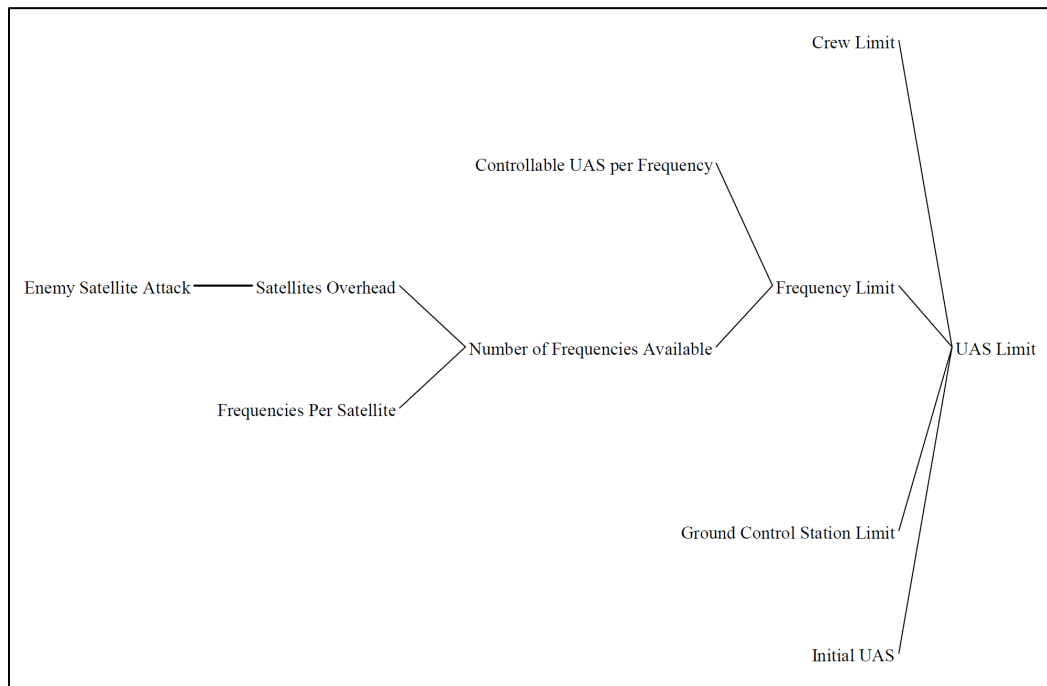 Crew Limit
Controllable UAS per Frequency
Enemy Satellite Attack
Satellites Overhead
Frequency Limit
Number of Frequencies Available
UAS Limit
Frequencies Per Satellite
Ground Control Station Limit
Initial UAS